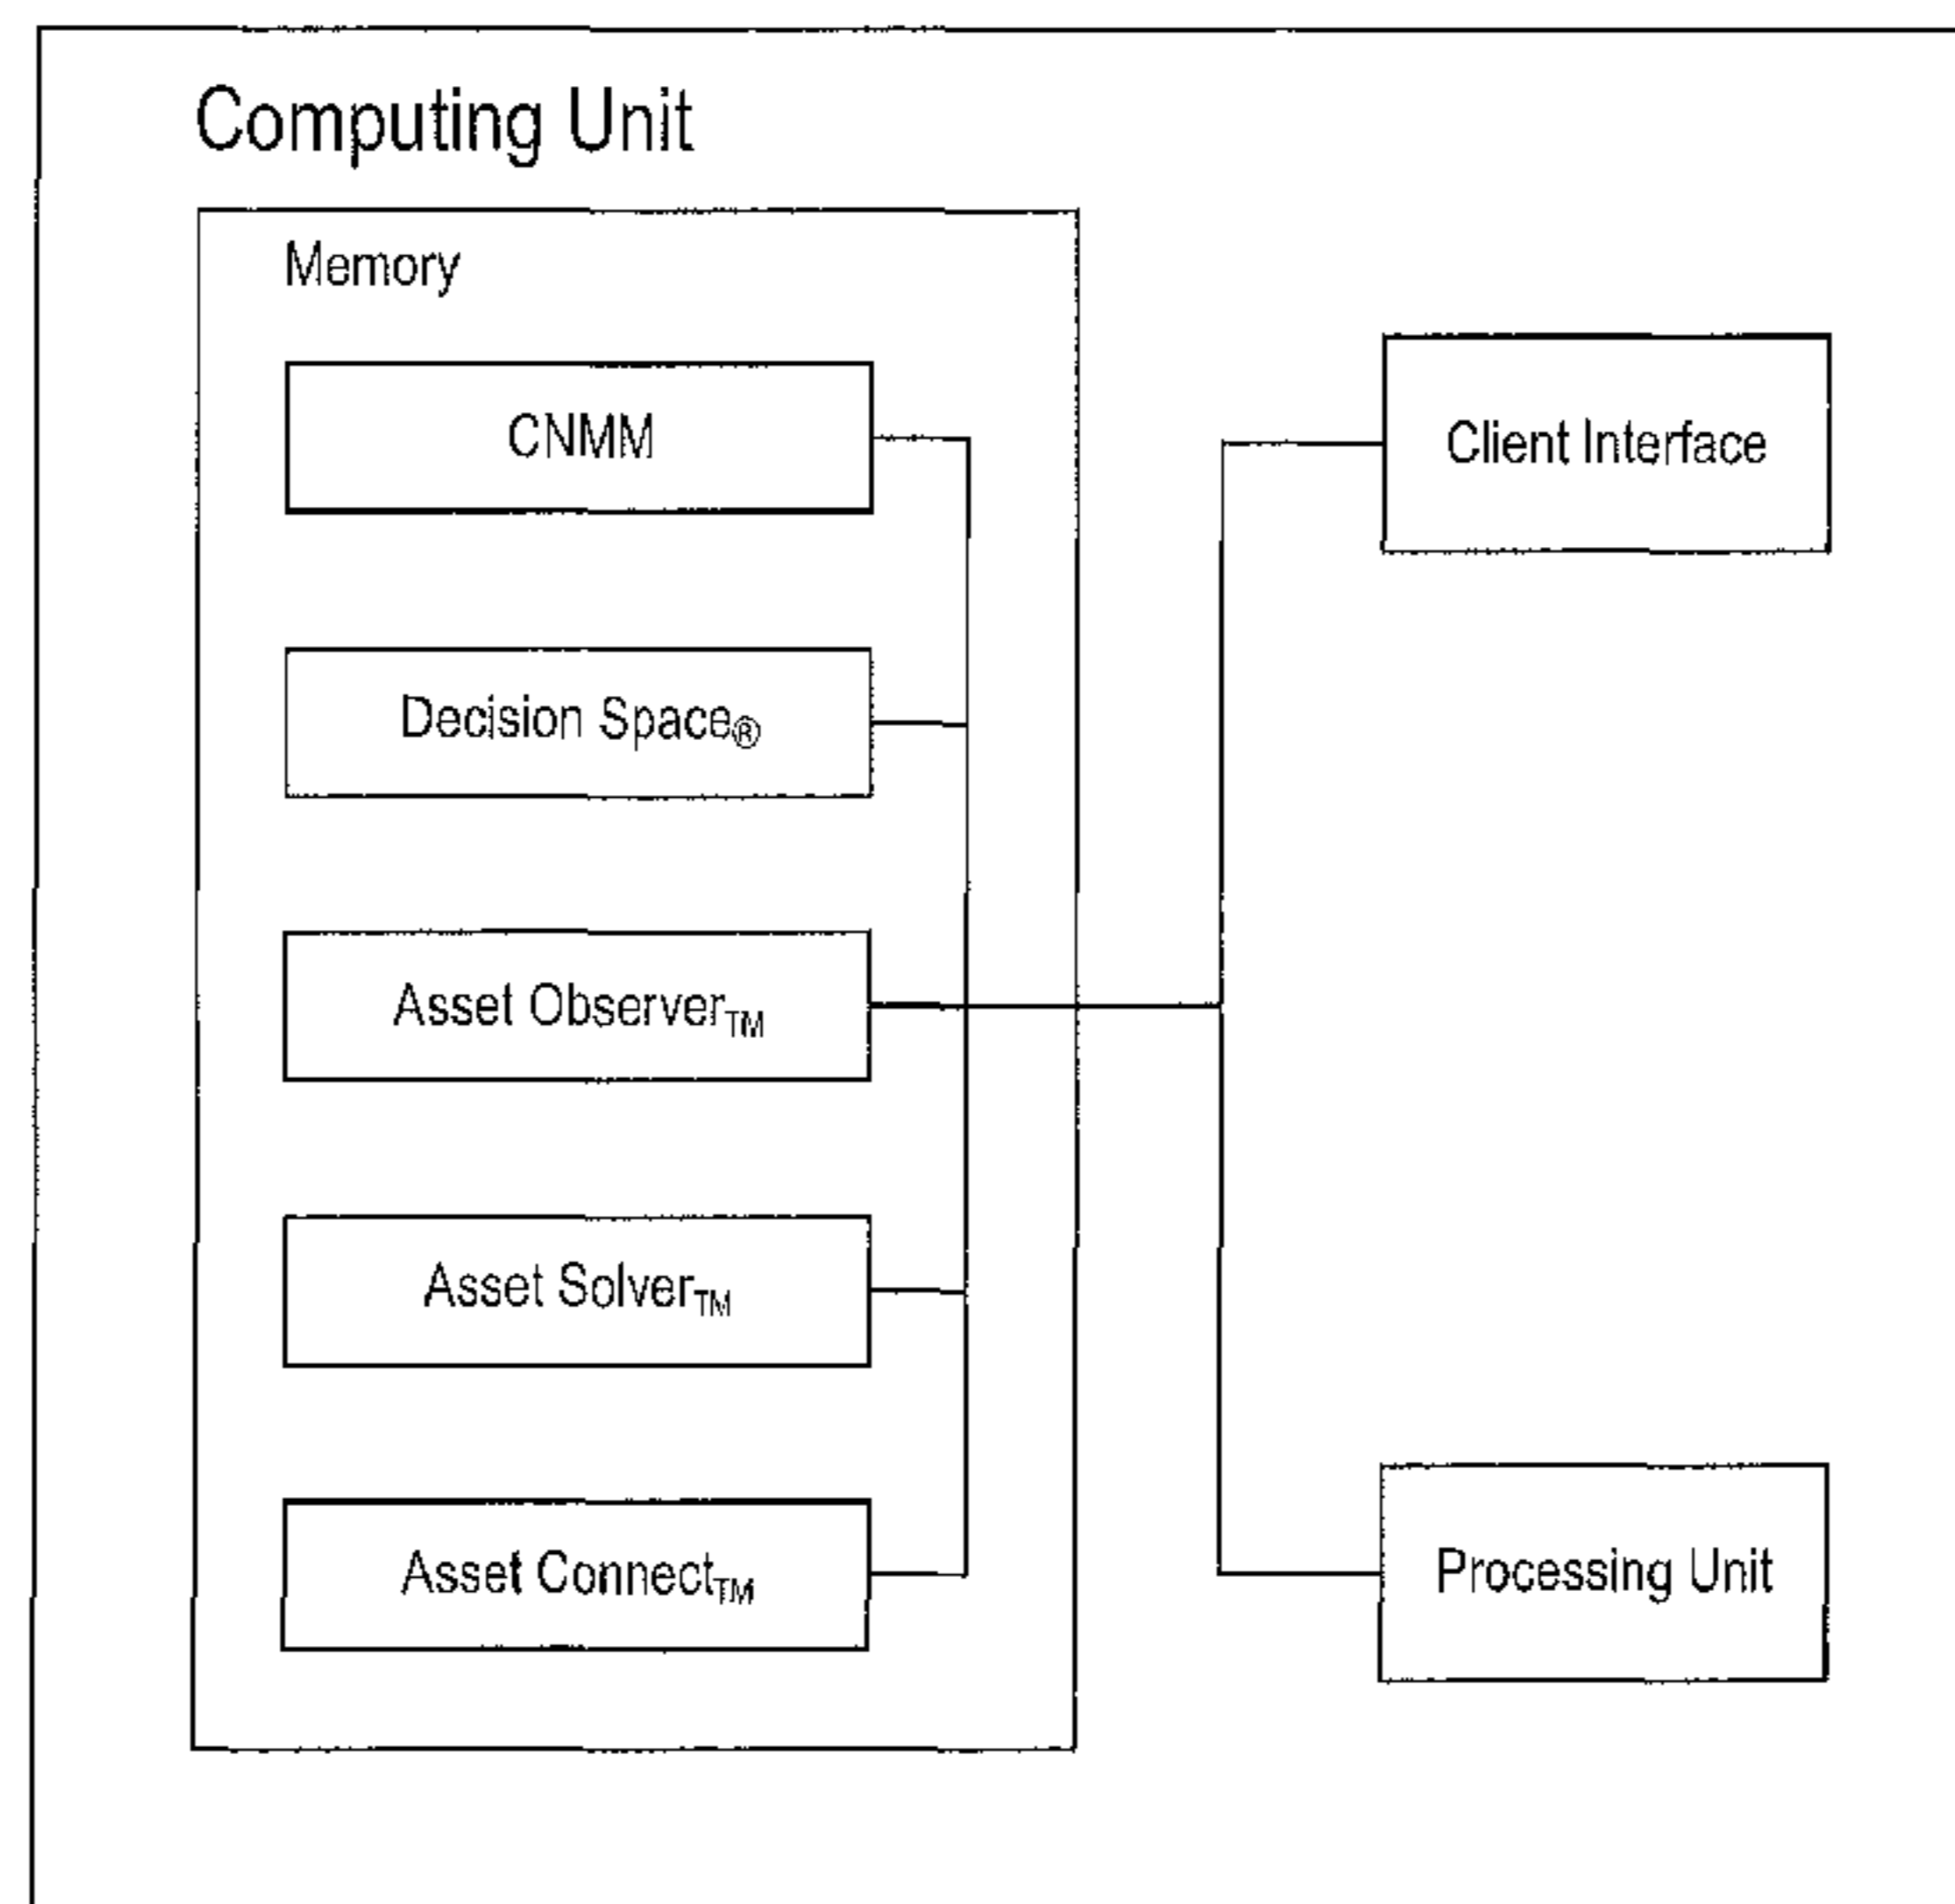 Computing Unit
Memory
CNMM
Decision Space®
Asset Observer™
Asset Solver™
Asset Connect™
Client Interface
Processing Unit